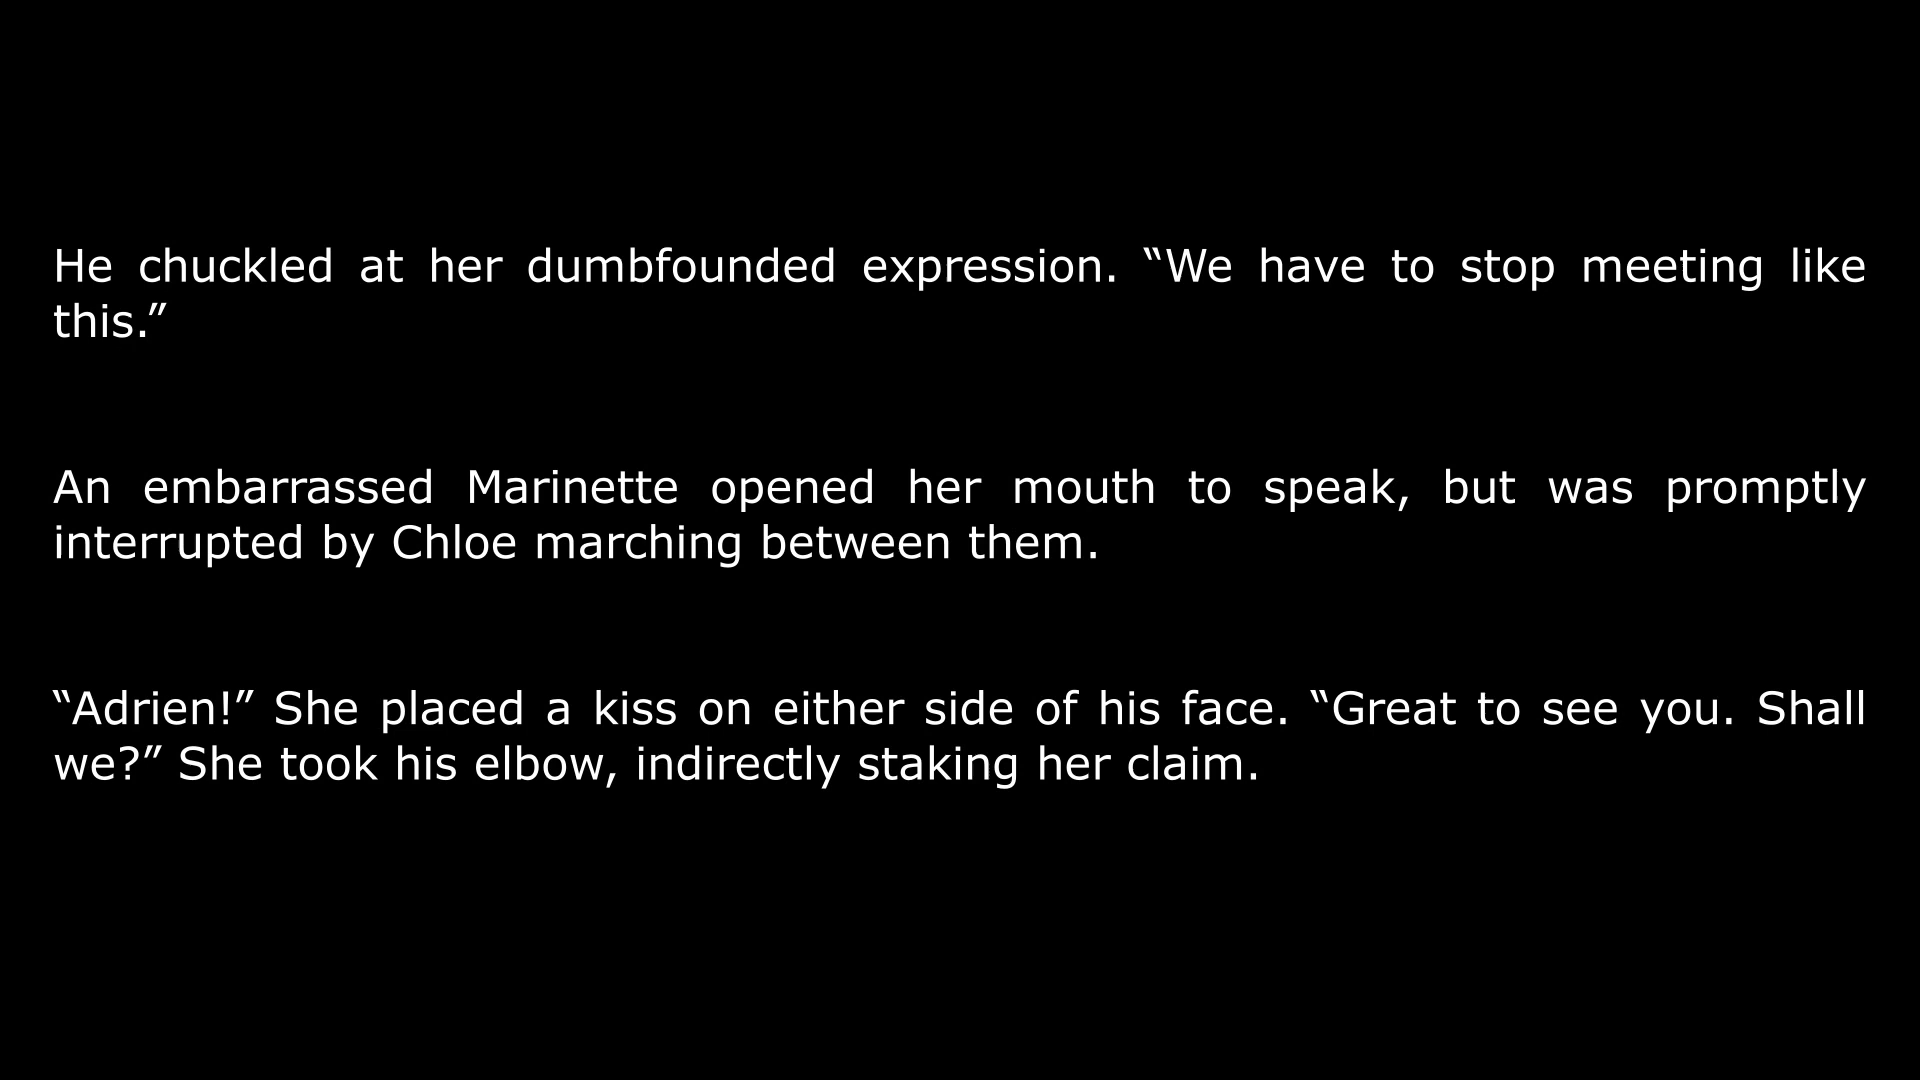 He chuckled at her dumbfounded expression. “We have to stop meeting like
this.”
An embarrassed Marinette opened her mouth to speak, but was promptly
interrupted by Chloe marching between them.
“Adrien!” She placed a kiss on either side of his face. “Great to see you. Shall
we?” She took his elbow, indirectly staking her claim.